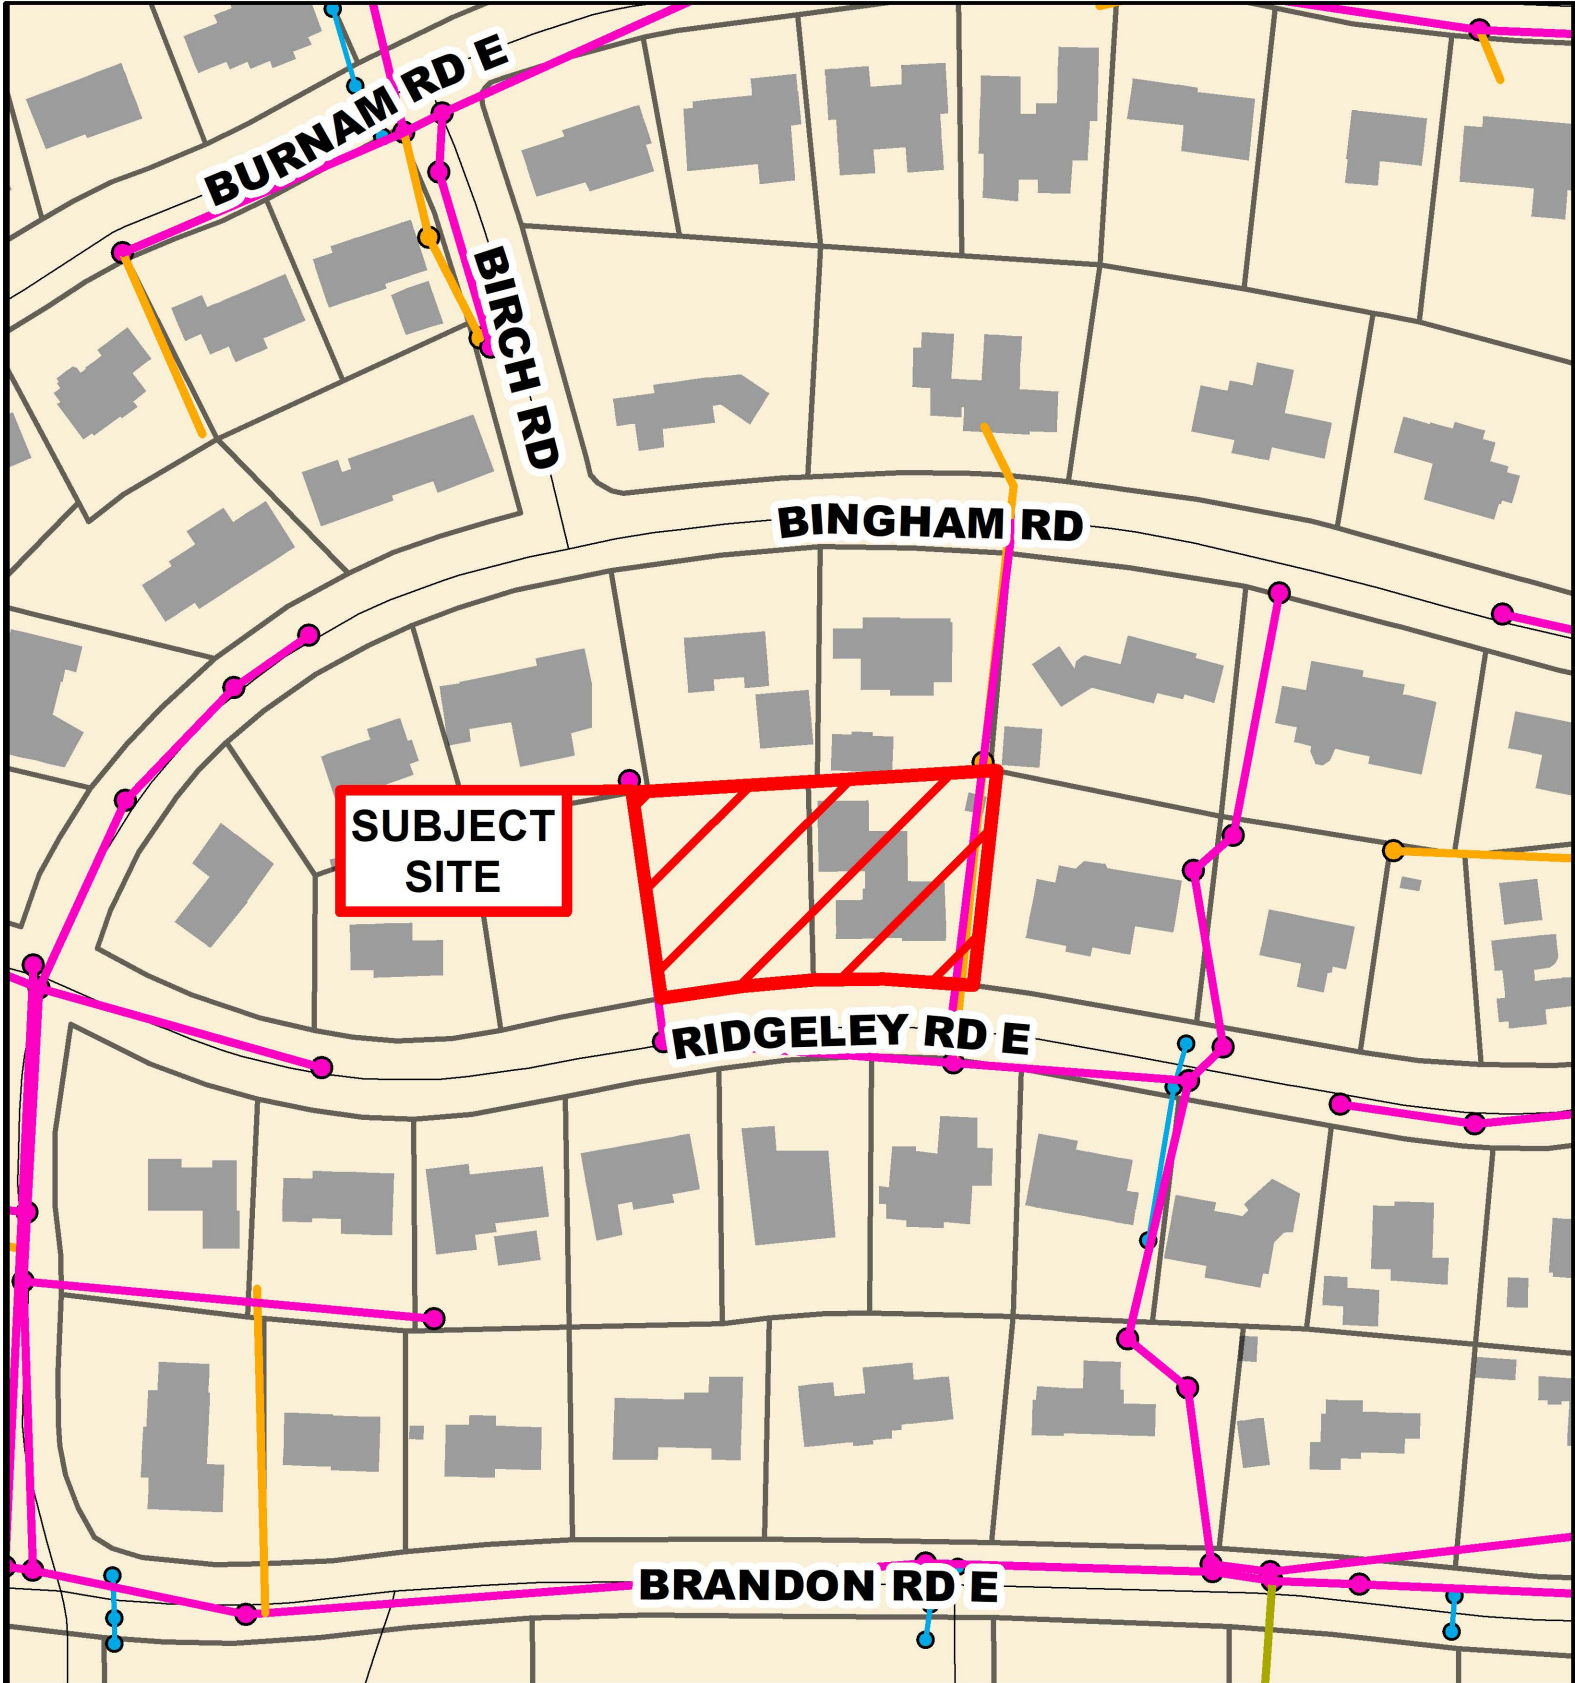 BURNAM RD E
BIRCH RD
BINGHAM RD
SUBJECT
SITE
RIDGELEY RD E
BRANDON RD E